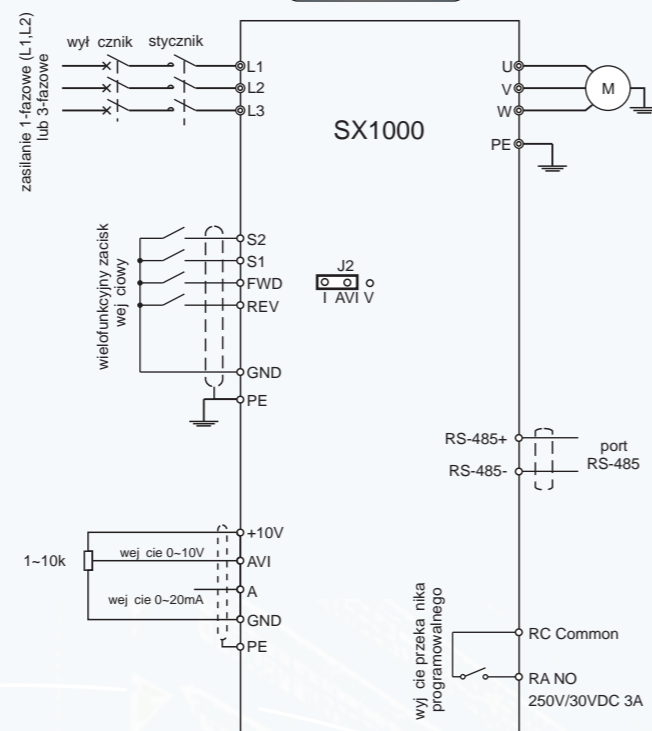 wył cznik
stycznik
zasilanie 1-fazowe (L1,L2)
lub 3-fazowe
L1
L2
L3
SX1000
U
V
W
M
PE
wielofunkcyjny zacisk
wej ciowy
S2
S1
FWD
REV
GND
PE
J2
I AVI V
RS-485+
RS-485-
port
RS-485
1~10k
+10V
wej cie 0~10V
AVI
A
wej cie 0~20mA
GND
PE
wyj cie przeka nika
programowalnego
RC Common
RA NO
250V/30VDC 3A